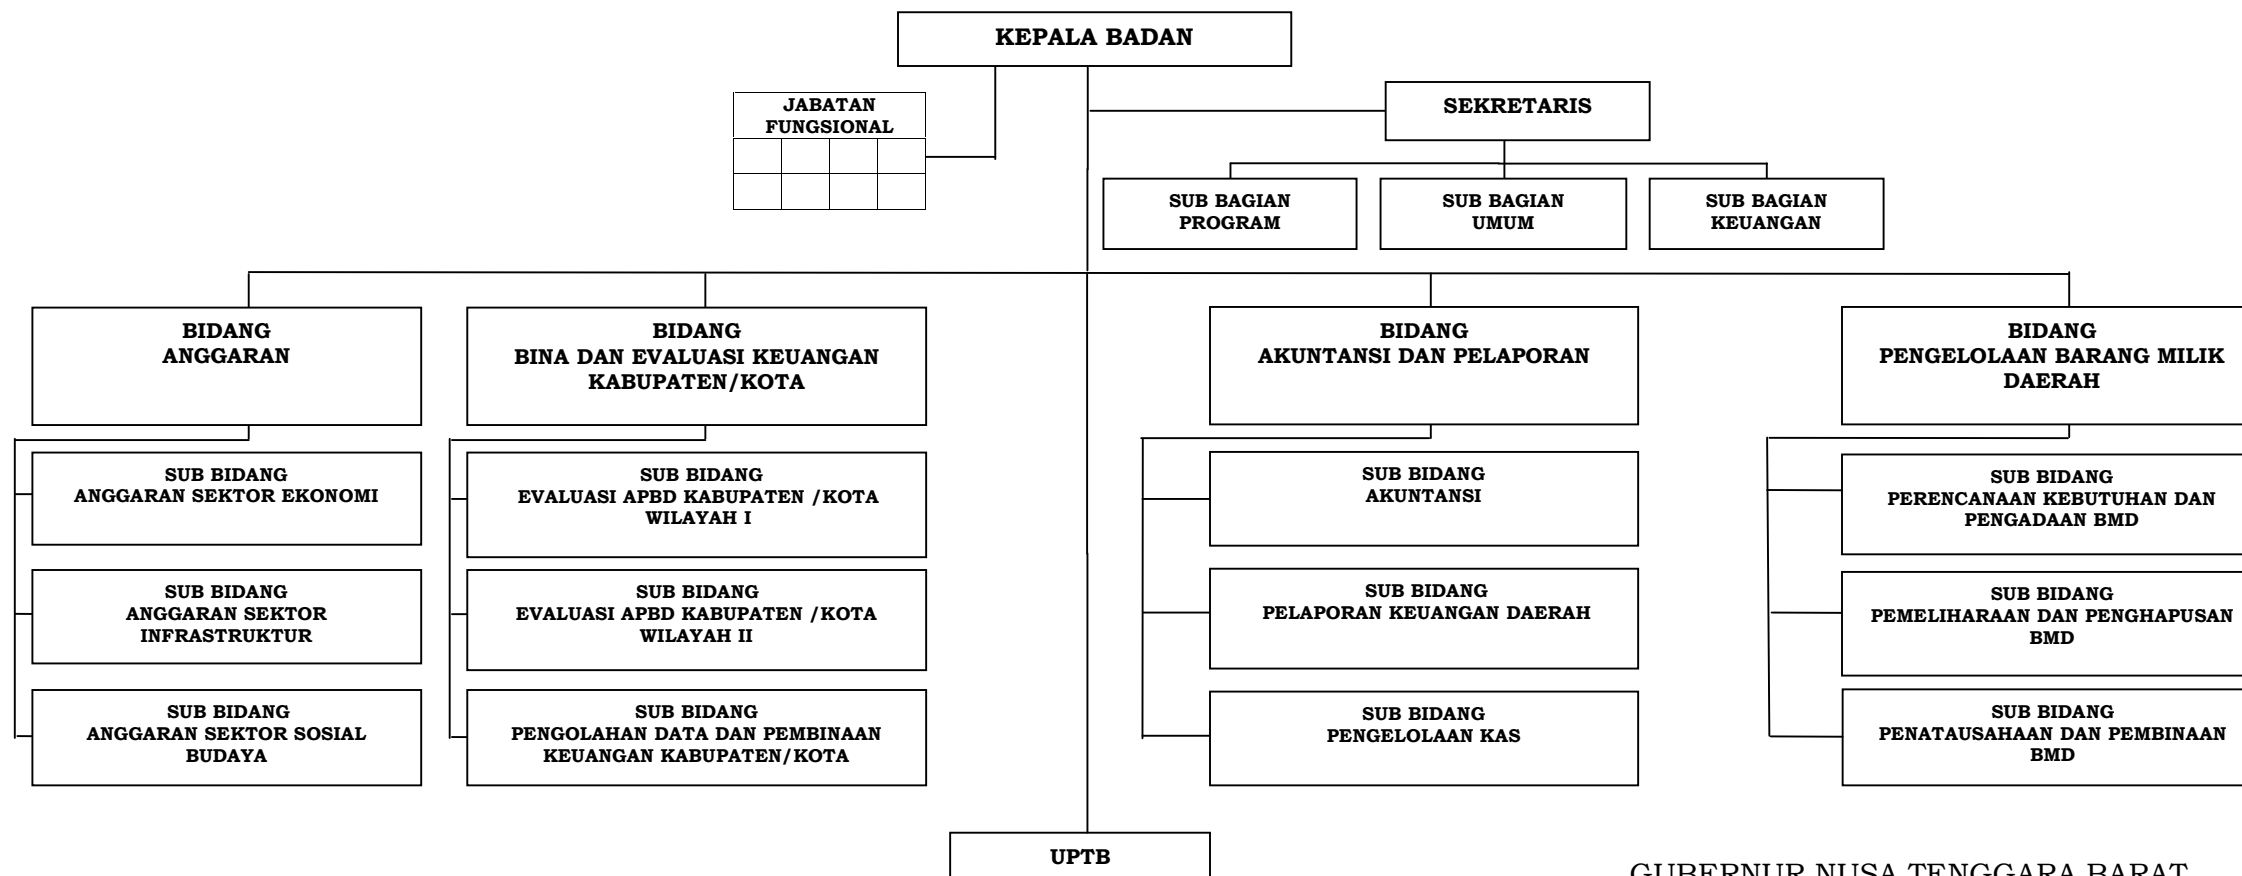 KEPALA BADAN
JABATAN
FUNGSIONAL
SEKRETARIS
SUB BAGIAN
PROGRAM
SUB BAGIAN
UMUM
SUB BAGIAN
KEUANGAN
BIDANG
ANGGARAN
BIDANG
BINA DAN EVALUASI KEUANGAN
KABUPATEN/KOTA
BIDANG
AKUNTANSI DAN PELAPORAN
BIDANG
PENGELOLAAN BARANG MILIK
DAERAH
SUB BIDANG
ANGGARAN SEKTOR EKONOMI
SUB BIDANG
EVALUASI APBD KABUPATEN /KOTA
WILAYAH I
SUB BIDANG
AKUNTANSI
SUB BIDANG
PERENCANAAN KEBUTUHAN DAN
PENGADAAN BMD
SUB BIDANG
ANGGARAN SEKTOR
INFRASTRUKTUR
SUB BIDANG
EVALUASI APBD KABUPATEN /KOTA
WILAYAH II
SUB BIDANG
PELAPORAN KEUANGAN DAERAH
SUB BIDANG
PEMELIHARAAN DAN PENGHAPUSAN
BMD
SUB BIDANG
ANGGARAN SEKTOR SOSIAL
BUDAYA
SUB BIDANG
PENGOLAHAN DATA DAN PEMBINAAN
KEUANGAN KABUPATEN/KOTA
SUB BIDANG
PENGELOLAAN KAS
SUB BIDANG
PENATAUSAHAAN DAN PEMBINAAN
BMD
UPTB
GUBERNUR NUSA TENGGARA BARAT